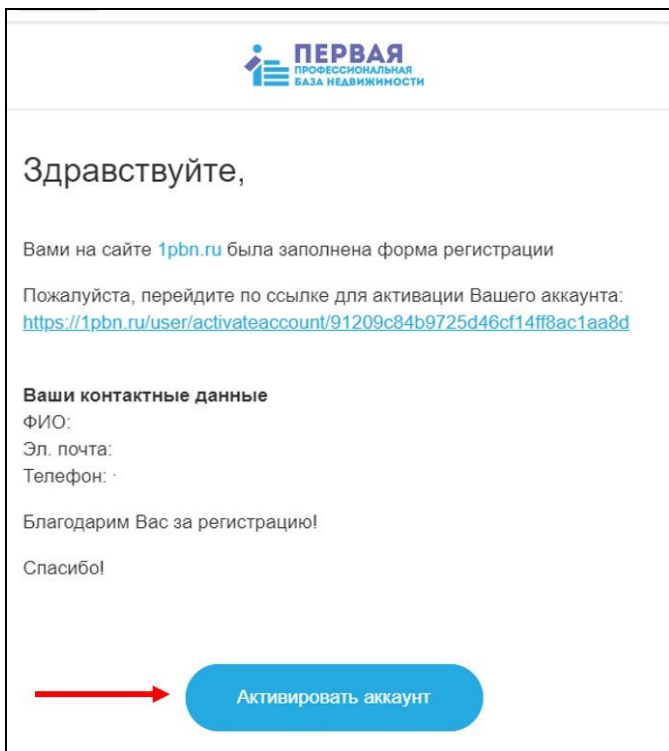 ПЕРВАЯ
ПРОФЕССИОНАЛЬНАЯ
БАЗА НЕДВИЖИМОСТИ
Здравствуйте,
Вами на сайте 1pbn.ru была заполнена форма регистрации
Пожалуйста, перейдите по ссылке для активации Вашего аккаунта:
https://1pbn.ru/user/activateaccount/91209c84b9725d46cf14ff8ac1aa8d
Ваши контактные данные
ФИО:
Эл. почта:
Телефон:
Благодарим Вас за регистрацию!
Спасибо!
Активировать аккаунт